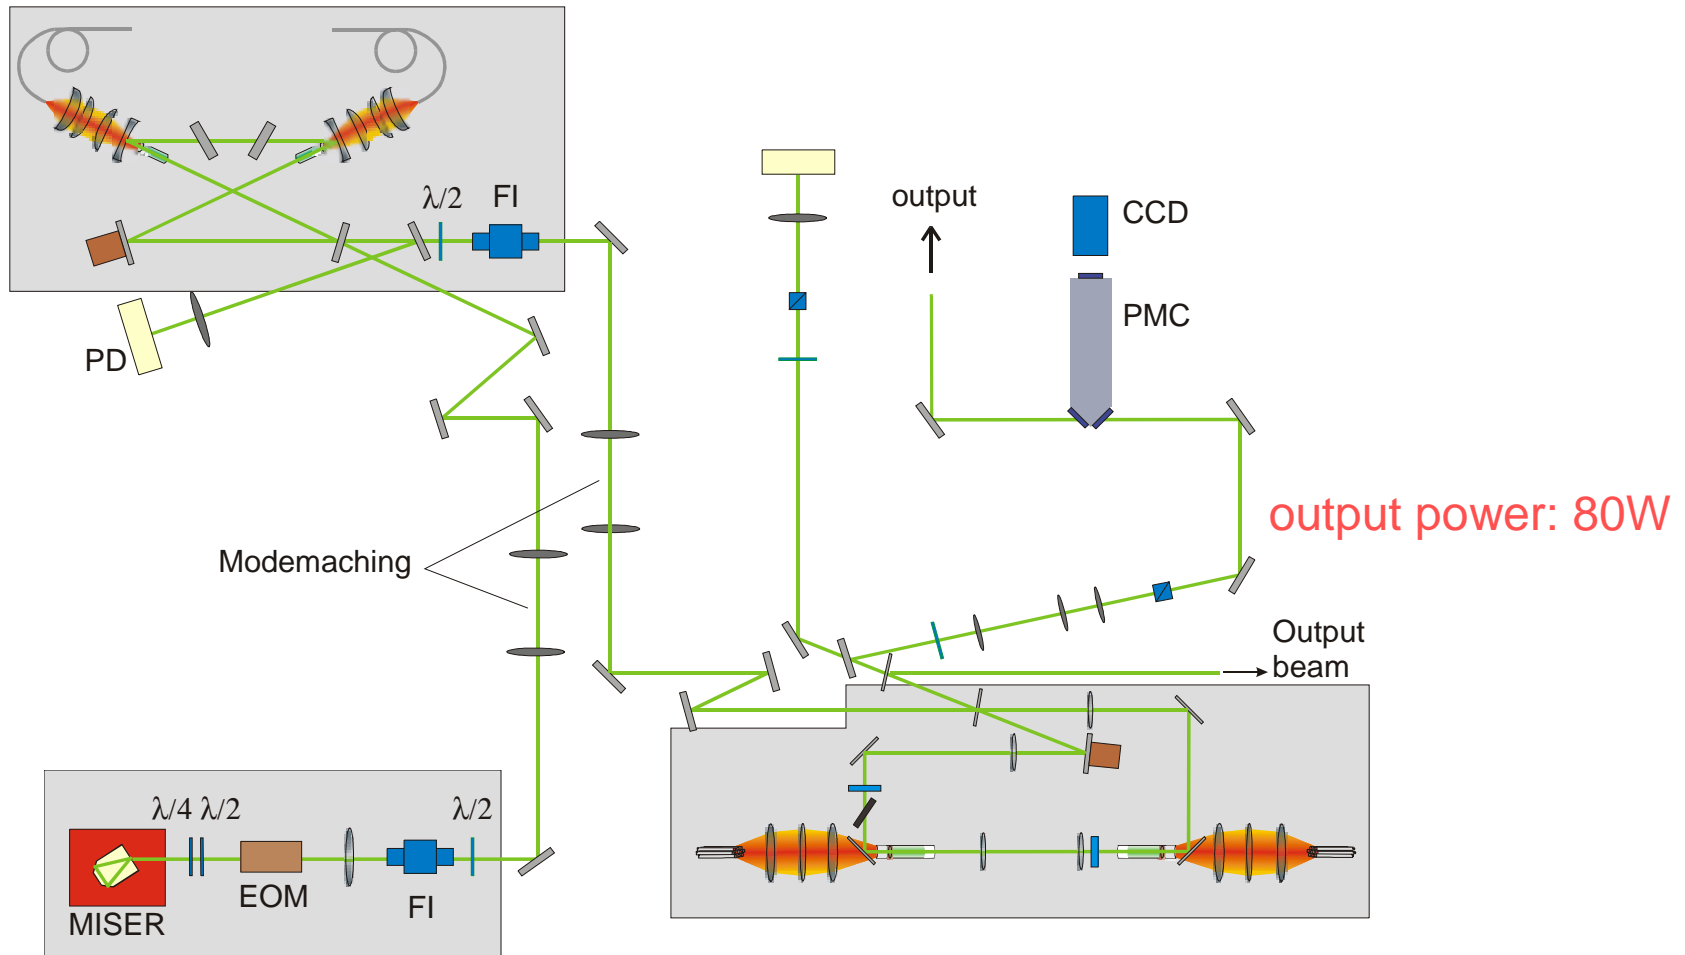 λ/2
FI
PD
output
CCD
PMC
output power: 80W
Modemaching
Output
beam
λ/4 λ/2
λ/2
MISER
EOM
FI